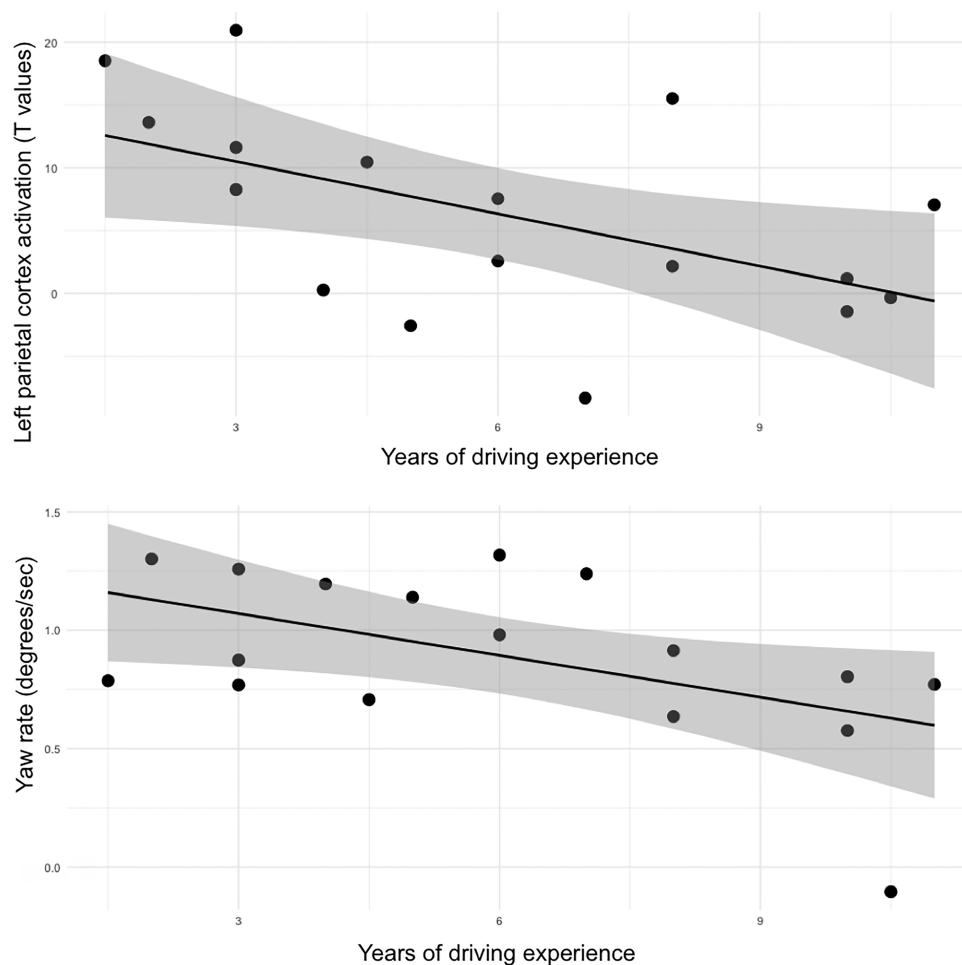 Left parietal cortex activation (T values)
20
10
0
3 6 9
Years of driving experience
Yaw rate (degrees/sec)
1.5
1.0
0.5
0.0
3 6 9
Years of driving experience